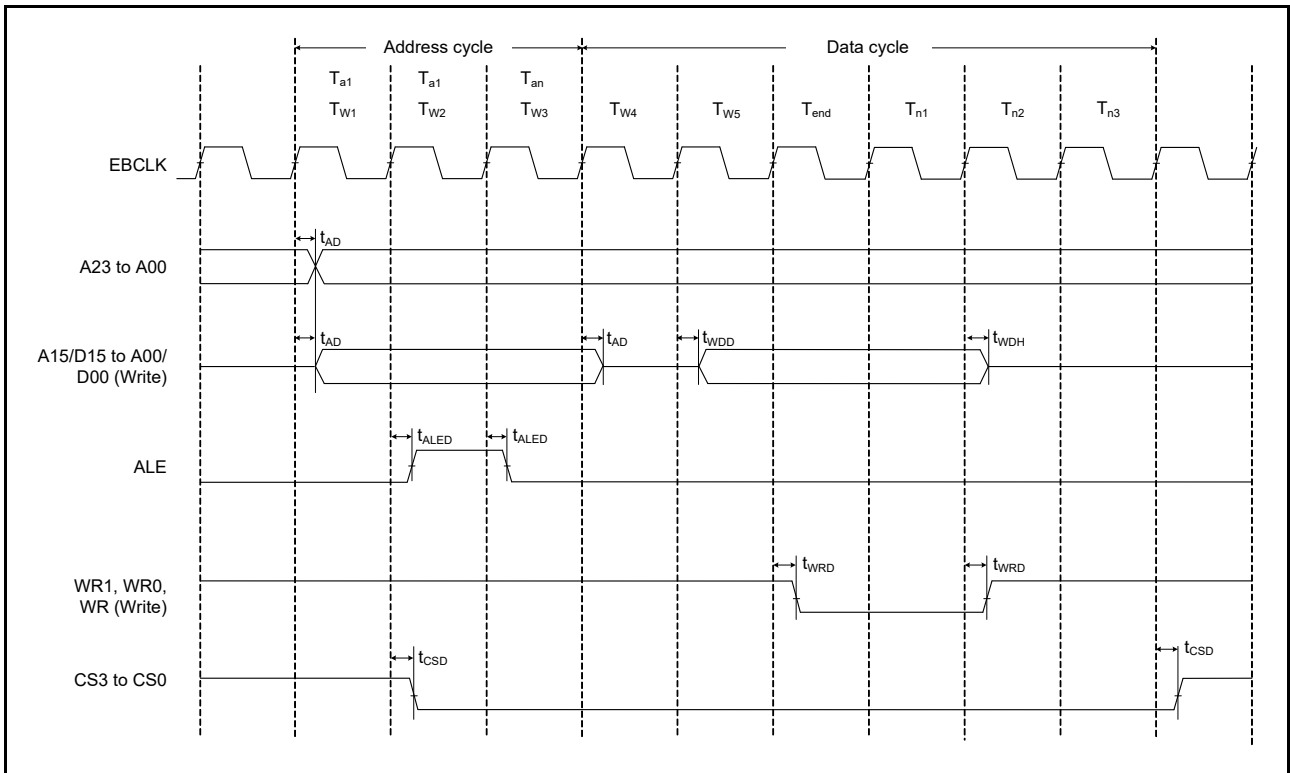 Address cycle Data cycle
Ta1 Ta1 Tan
TW1 TW2 TW3 TW4 TW5 Tend Tn1 Tn2 Tn3
EBCLK
tAD
A23 to A00
tAD tAD tWDD tWDH
A15/D15 to A00/
D00 (Write)
tALED tALED
ALE
tWRD tWRD
WR1, WR0,
WR (Write)
tCSD tCSD
CS3 to CS0